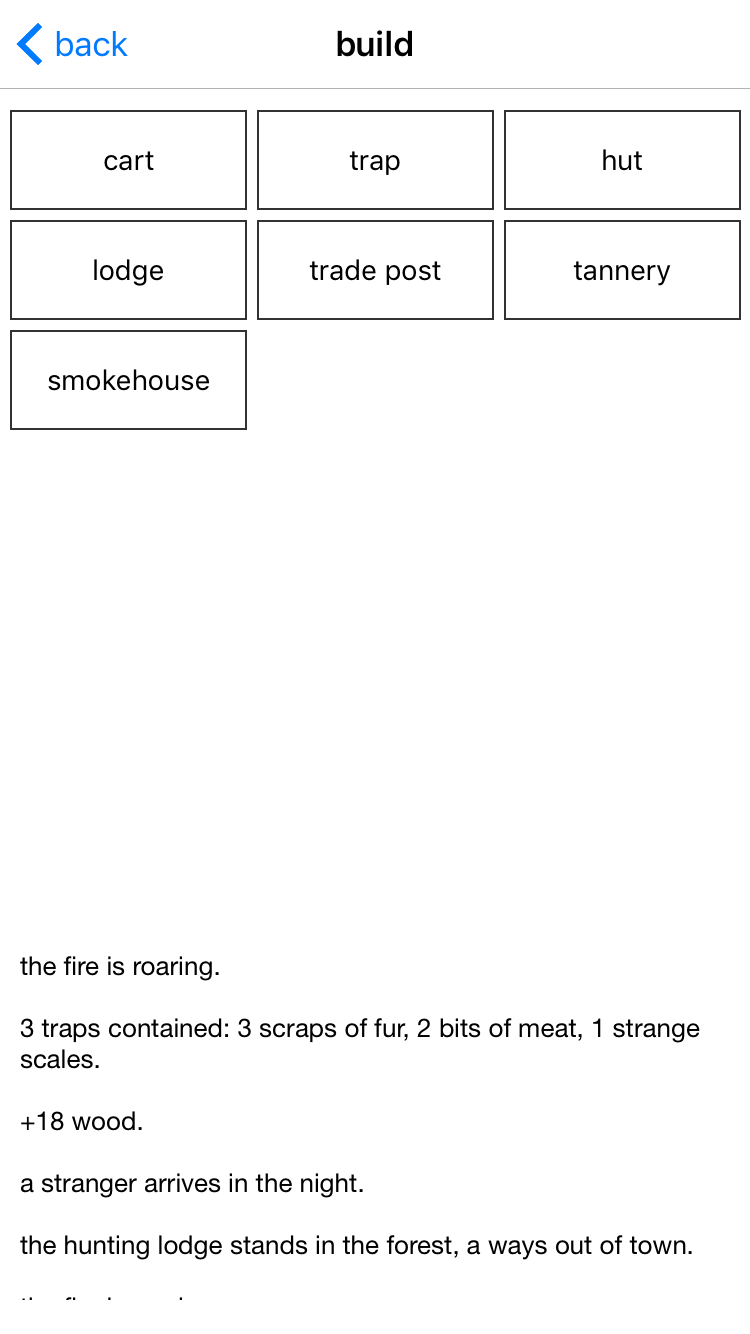 back
build
cart
trap
hut
lodge
trade post
tannery
smokehouse
the fire is roaring.
3 traps contained: 3 scraps of fur, 2 bits of meat, 1 strange
scales.
+18 wood.
a stranger arrives in the night.
the hunting lodge stands in the forest, a ways out of town.